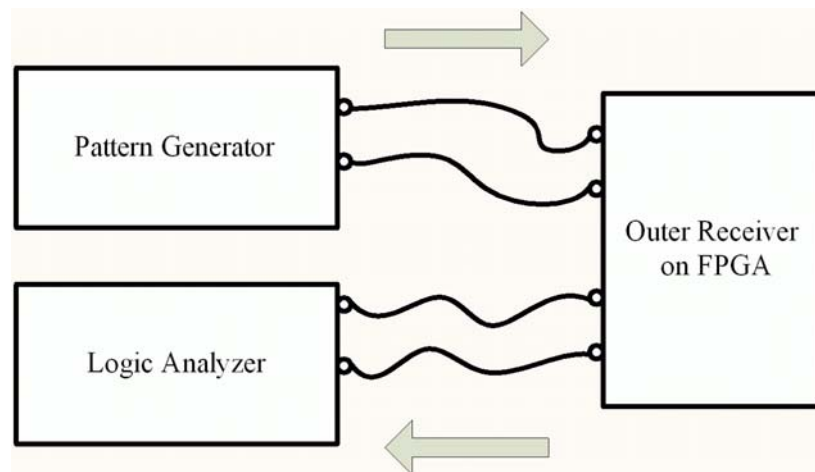 Pattern Generator
Outer Receiver
on FPGA
Logic Analyzer